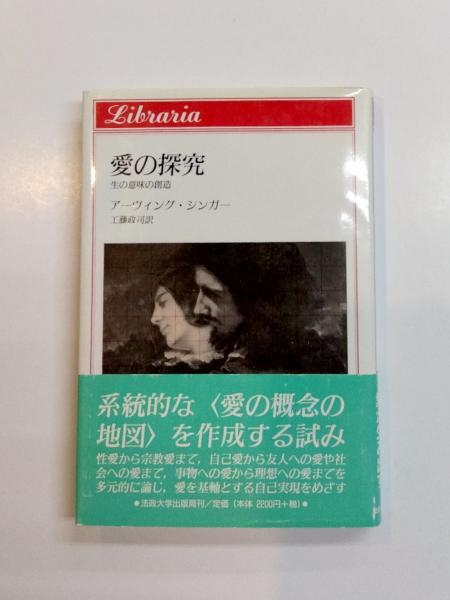 Libraria
愛の探究
生の意味の創造
アーヴィング・シンガー
工藤政司訳
系統的な〈愛の概念の
地図〉を作成する試み
性愛から宗教愛まで，自己愛から友人への愛や社
会への愛まで，事物への愛から理想への愛までを
多元的に論じ，愛を基軸とする自己実現をめざす
●法政大学出版局刊／定価（本体 2200円＋税）●